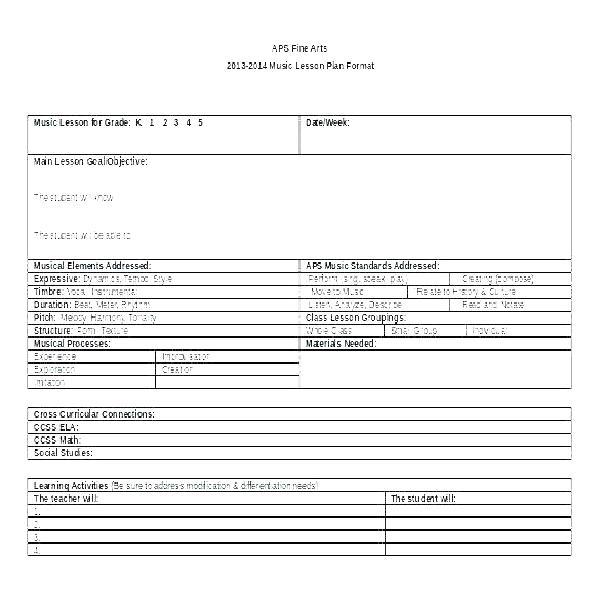 APS Fine Arts
2013-2014 Music Lesson Plan Format
Music Lesson for Grade: K 1 2 3 4 5 Date/Week:
Main Lesson Goal/Objective:
The student will know
The student will be able to
Musical Elements Addressed: APS Music Standards Addressed:
Expressive: Dynamics, Tempo, Style Perform (sing, speak, play) Creating (compose)
Timbre: Vocal, Instrumental Move to Music Relate to History & Culture
Duration: Beat, Meter, Rhythm Listen, Analyze, Describe Read and Notate
Pitch: Melody, Harmony, Tonality Class Lesson Groupings:
Structure: Form, Texture Whole Class Small Group Individual
Musical Processes: Materials Needed:
Experience Improvisation
Exploration Creation
Imitation
Cross Curricular Connections:
CCSS ELA:
CCSS Math:
Social Studies:
Learning Activities (Be sure to address modification & differentiation needs)
The teacher will: The student will:
1.
2.
3.
4.